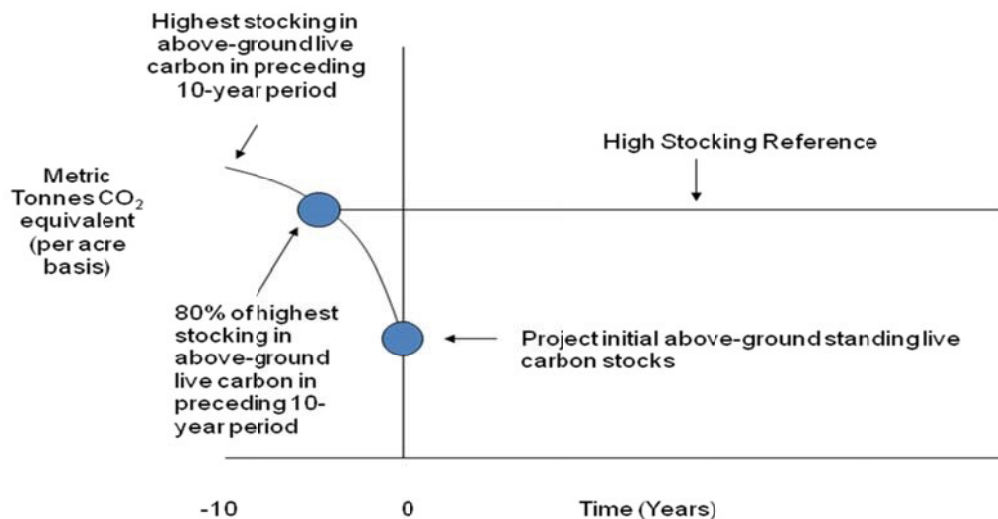 Highest stocking in
above-ground live
carbon in preceding
10-year period
High Stocking Reference
Metric
Tonnes CO₂
equivalent
(per acre
basis)
80% of highest
stocking in
above-ground
live carbon in
preceding 10-
year period
Project initial above-ground standing live
carbon stocks
-10
0
Time (Years)